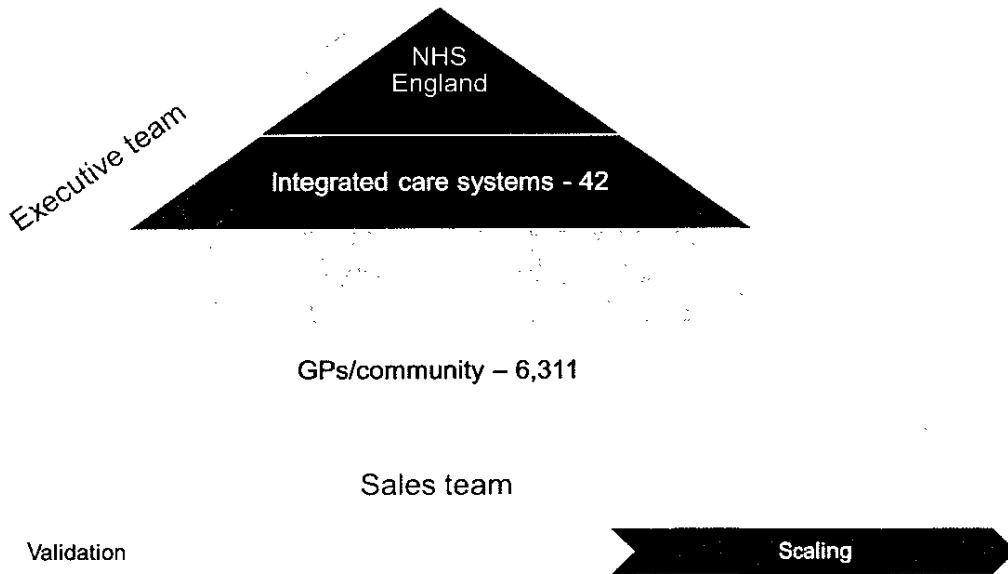 NHS
England
Executive team
Integrated care systems - 42
GPs/community – 6,311
Sales team
Validation
Scaling